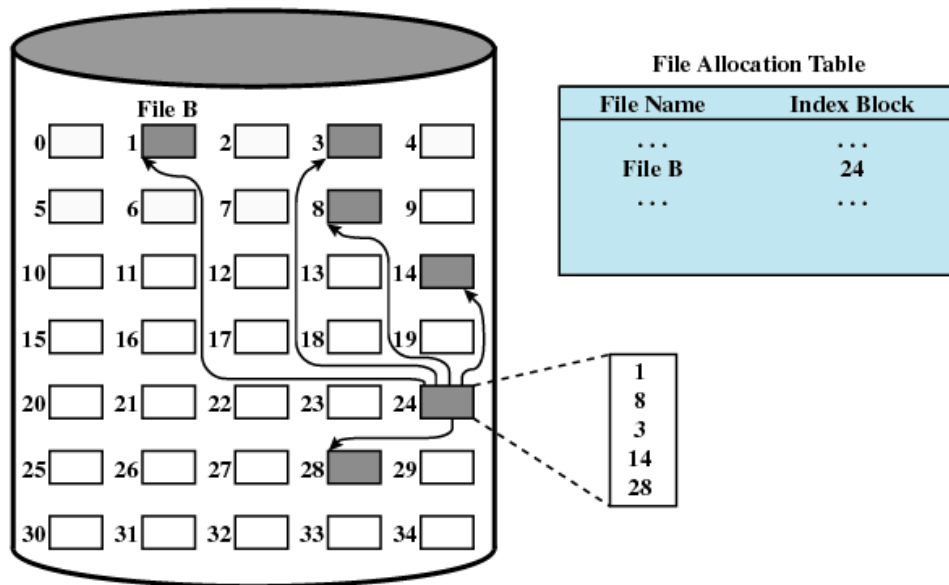 File Allocation Table
File Name Index Block
. . . . . .
File B 24
. . . . . .
File B
0 1 2 3 4
5 6 7 8 9
10 11 12 13 14
15 16 17 18 19
20 21 22 23 24
25 26 27 28 29
30 31 32 33 34
1
8
3
14
28